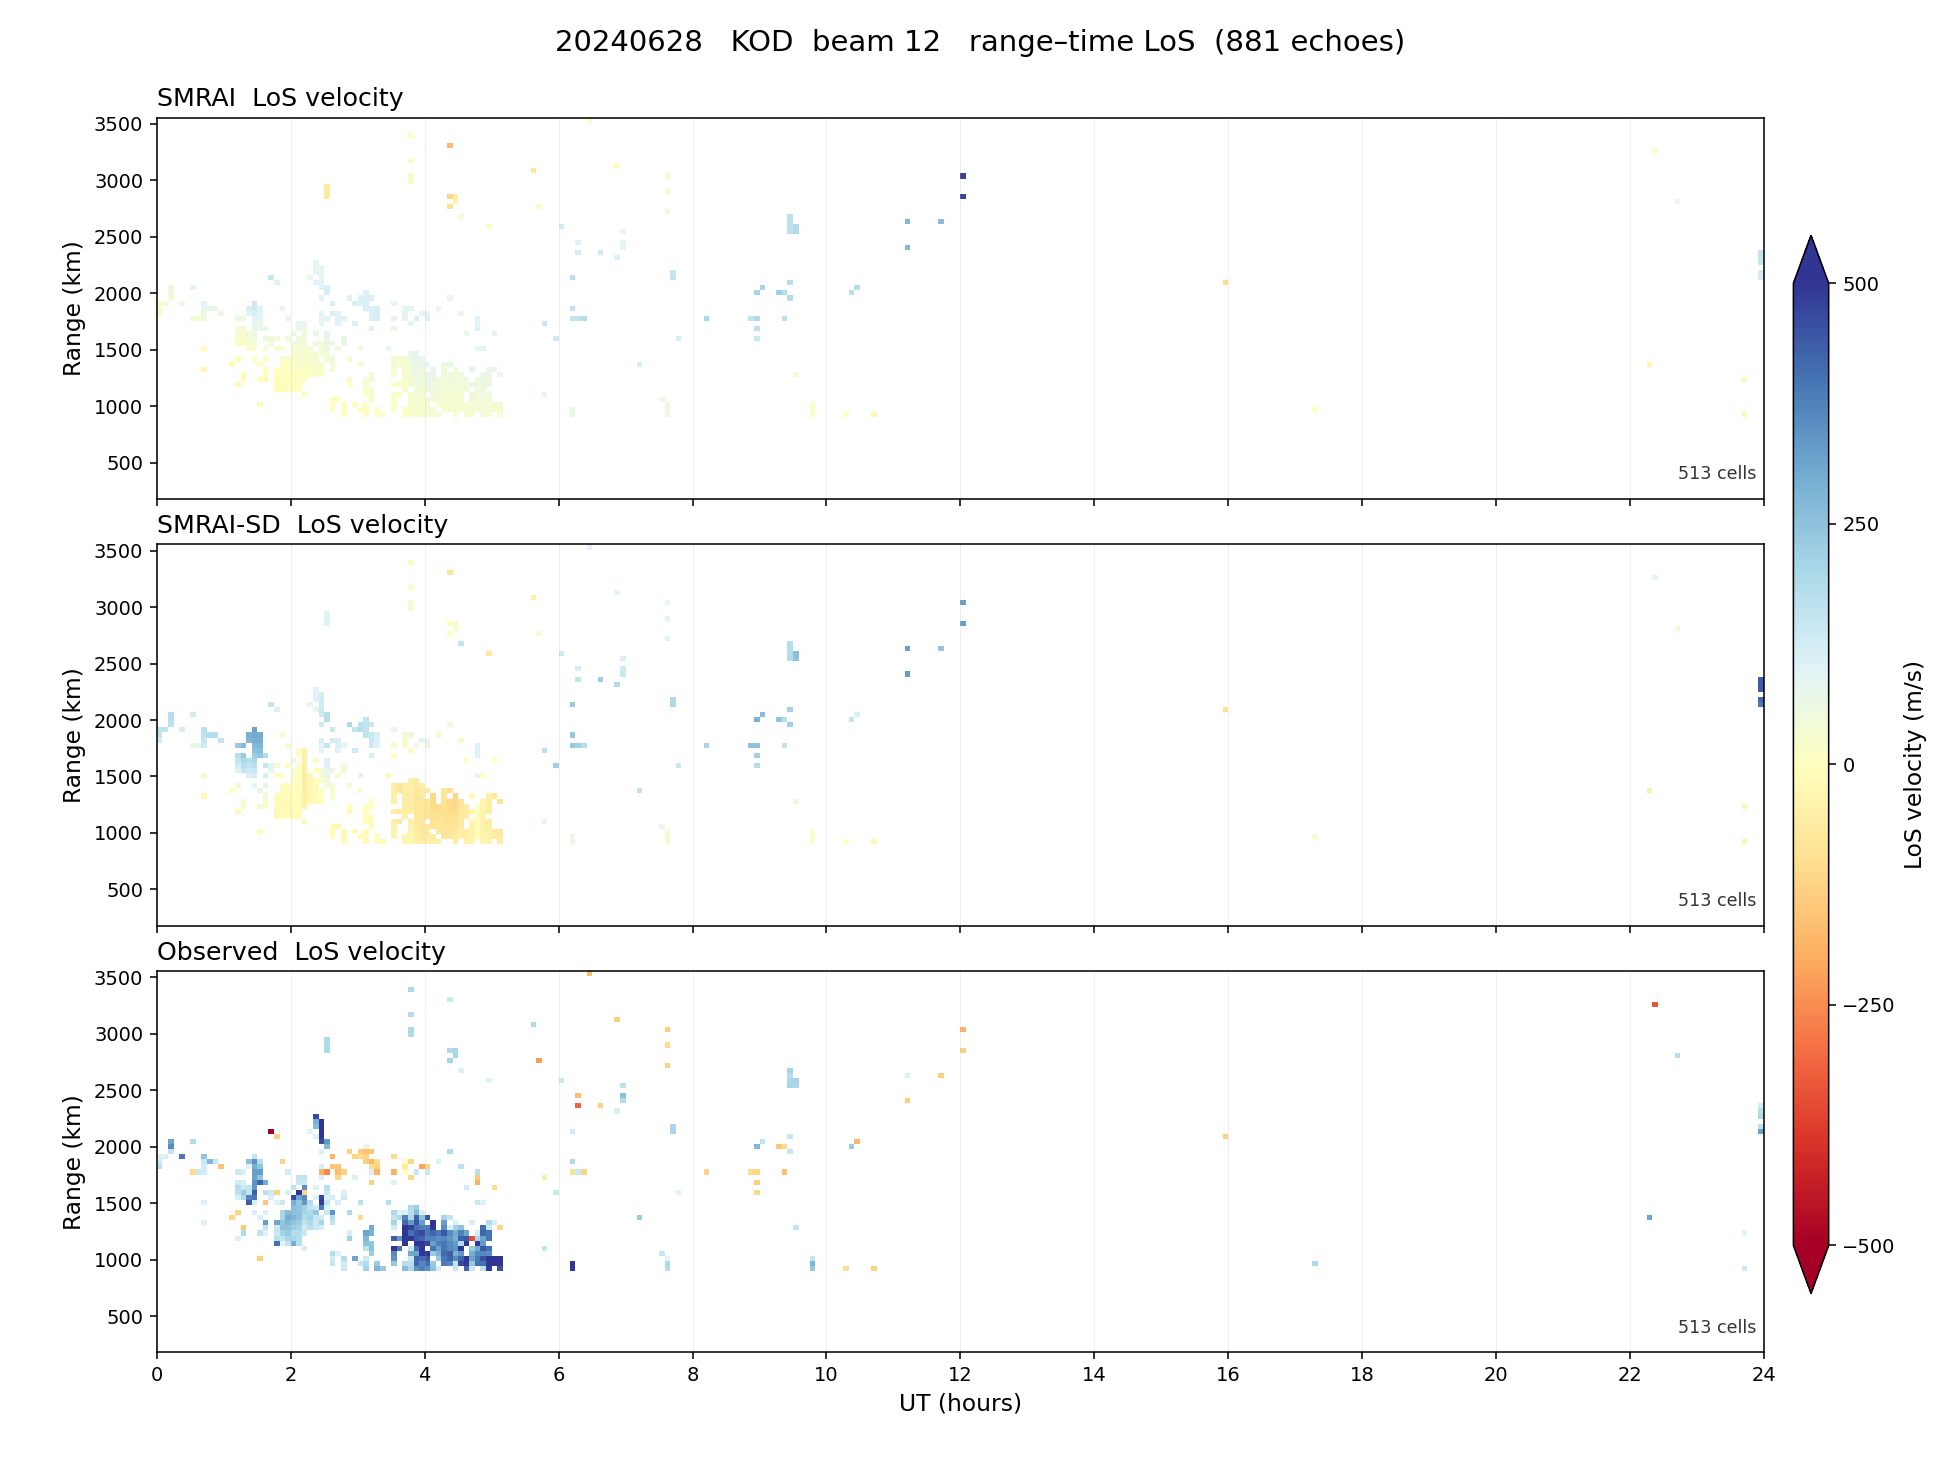 20240628   KOD  beam 12   range–time LoS  (881 echoes)
SMRAI  LoS velocity
3500
3000
2500
2000
1500
1000
500
Range (km)
513 cells
SMRAI-SD  LoS velocity
3500
3000
2500
2000
1500
1000
500
Range (km)
513 cells
Observed  LoS velocity
3500
3000
2500
2000
1500
1000
500
Range (km)
513 cells
0 2 4 6 8 10 12 14 16 18 20 22 24
UT (hours)
500
250
0
−250
−500
LoS velocity (m/s)